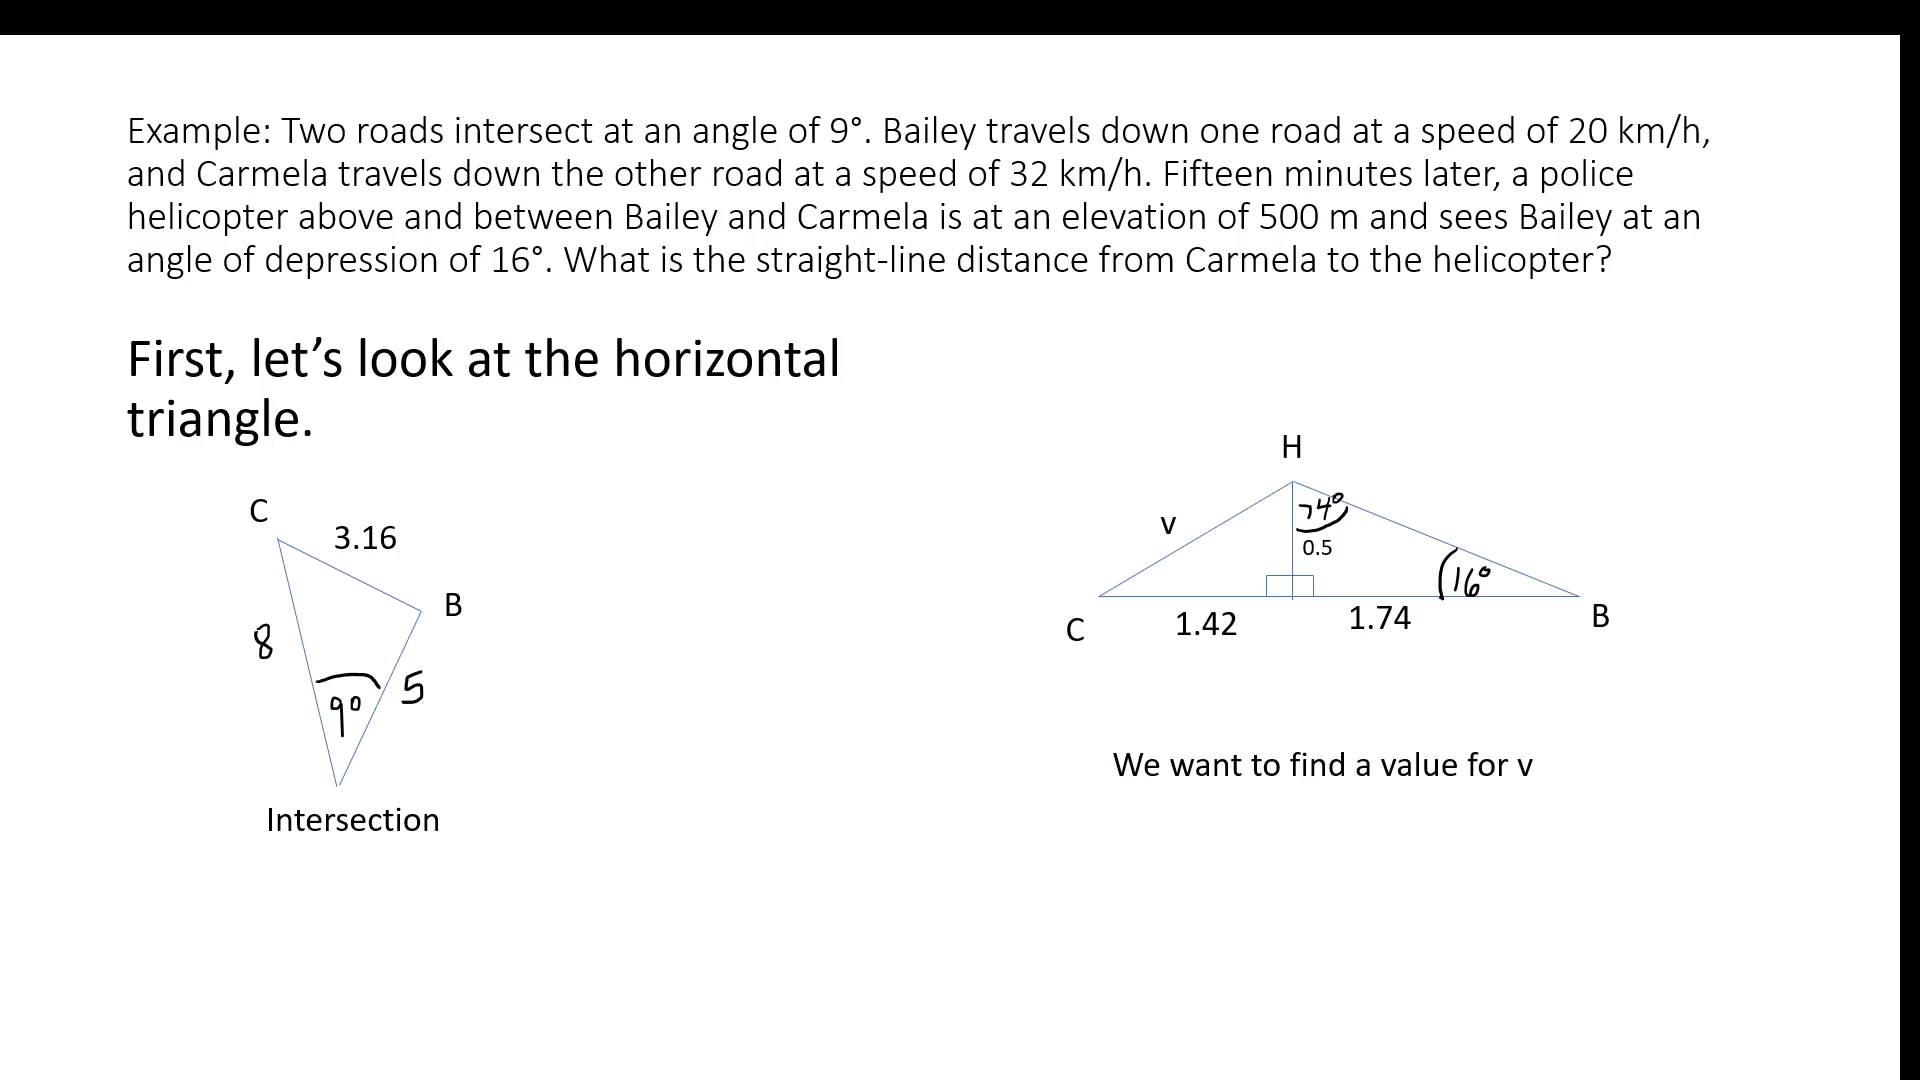 Example: Two roads intersect at an angle of 9°. Bailey travels down one road at a speed of 20 km/h,
and Carmela travels down the other road at a speed of 32 km/h. Fifteen minutes later, a police
helicopter above and between Bailey and Carmela is at an elevation of 500 m and sees Bailey at an
angle of depression of 16°. What is the straight-line distance from Carmela to the helicopter?
First, let's look at the horizontal
triangle.
C
3.16
B
8
5
9°
Intersection
H
v
74°
0.5
16°
C
1.42
1.74
B
We want to find a value for v